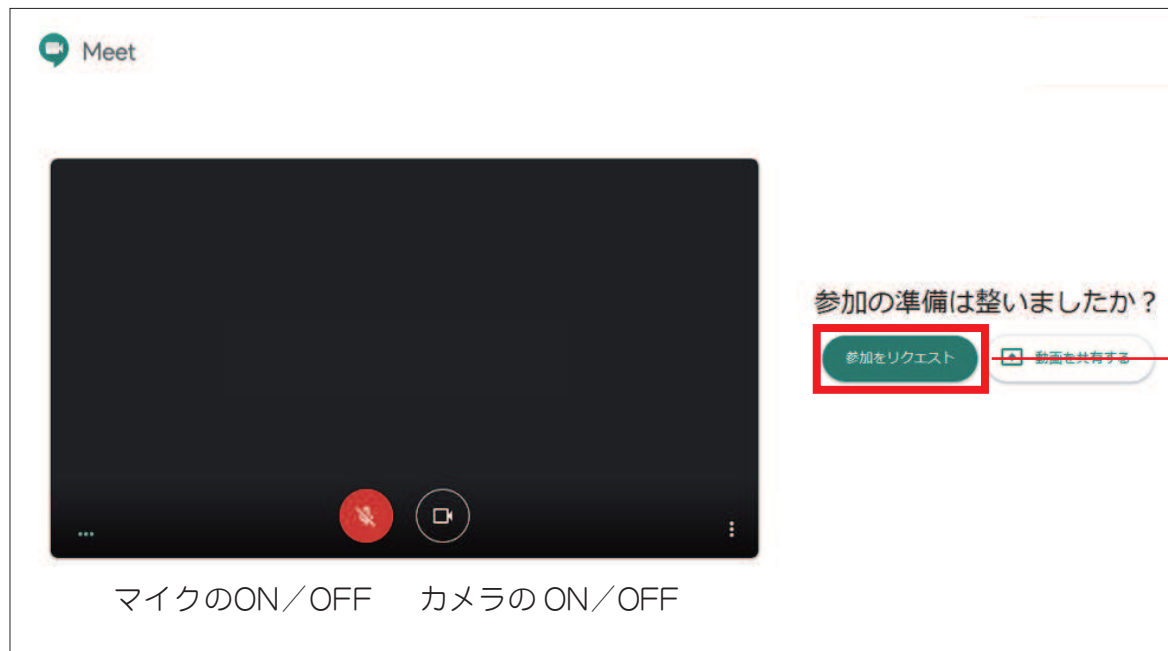 Meet
参加の準備は整いましたか？
参加をリクエスト
動画を共有する
マイクのON／OFF
カメラの ON／OFF